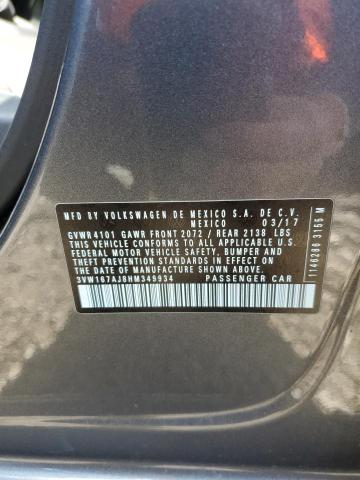 MFD BY VOLKSWAGEN DE MEXICO S.A. DE C.V.
MEXICO 03/17
GVWR 4101 GAWR FRONT 2072 / REAR 2138 LBS
THIS VEHICLE CONFORMS TO ALL APPLICABLE U.S.
FEDERAL MOTOR VEHICLE SAFETY, BUMPER AND
THEFT PREVENTION STANDARDS IN EFFECT ON THE
DATE OF MANUFACTURE SHOWN ABOVE
3VW167AJ8HM349934 PASSENGER CAR
1146286 3155 M